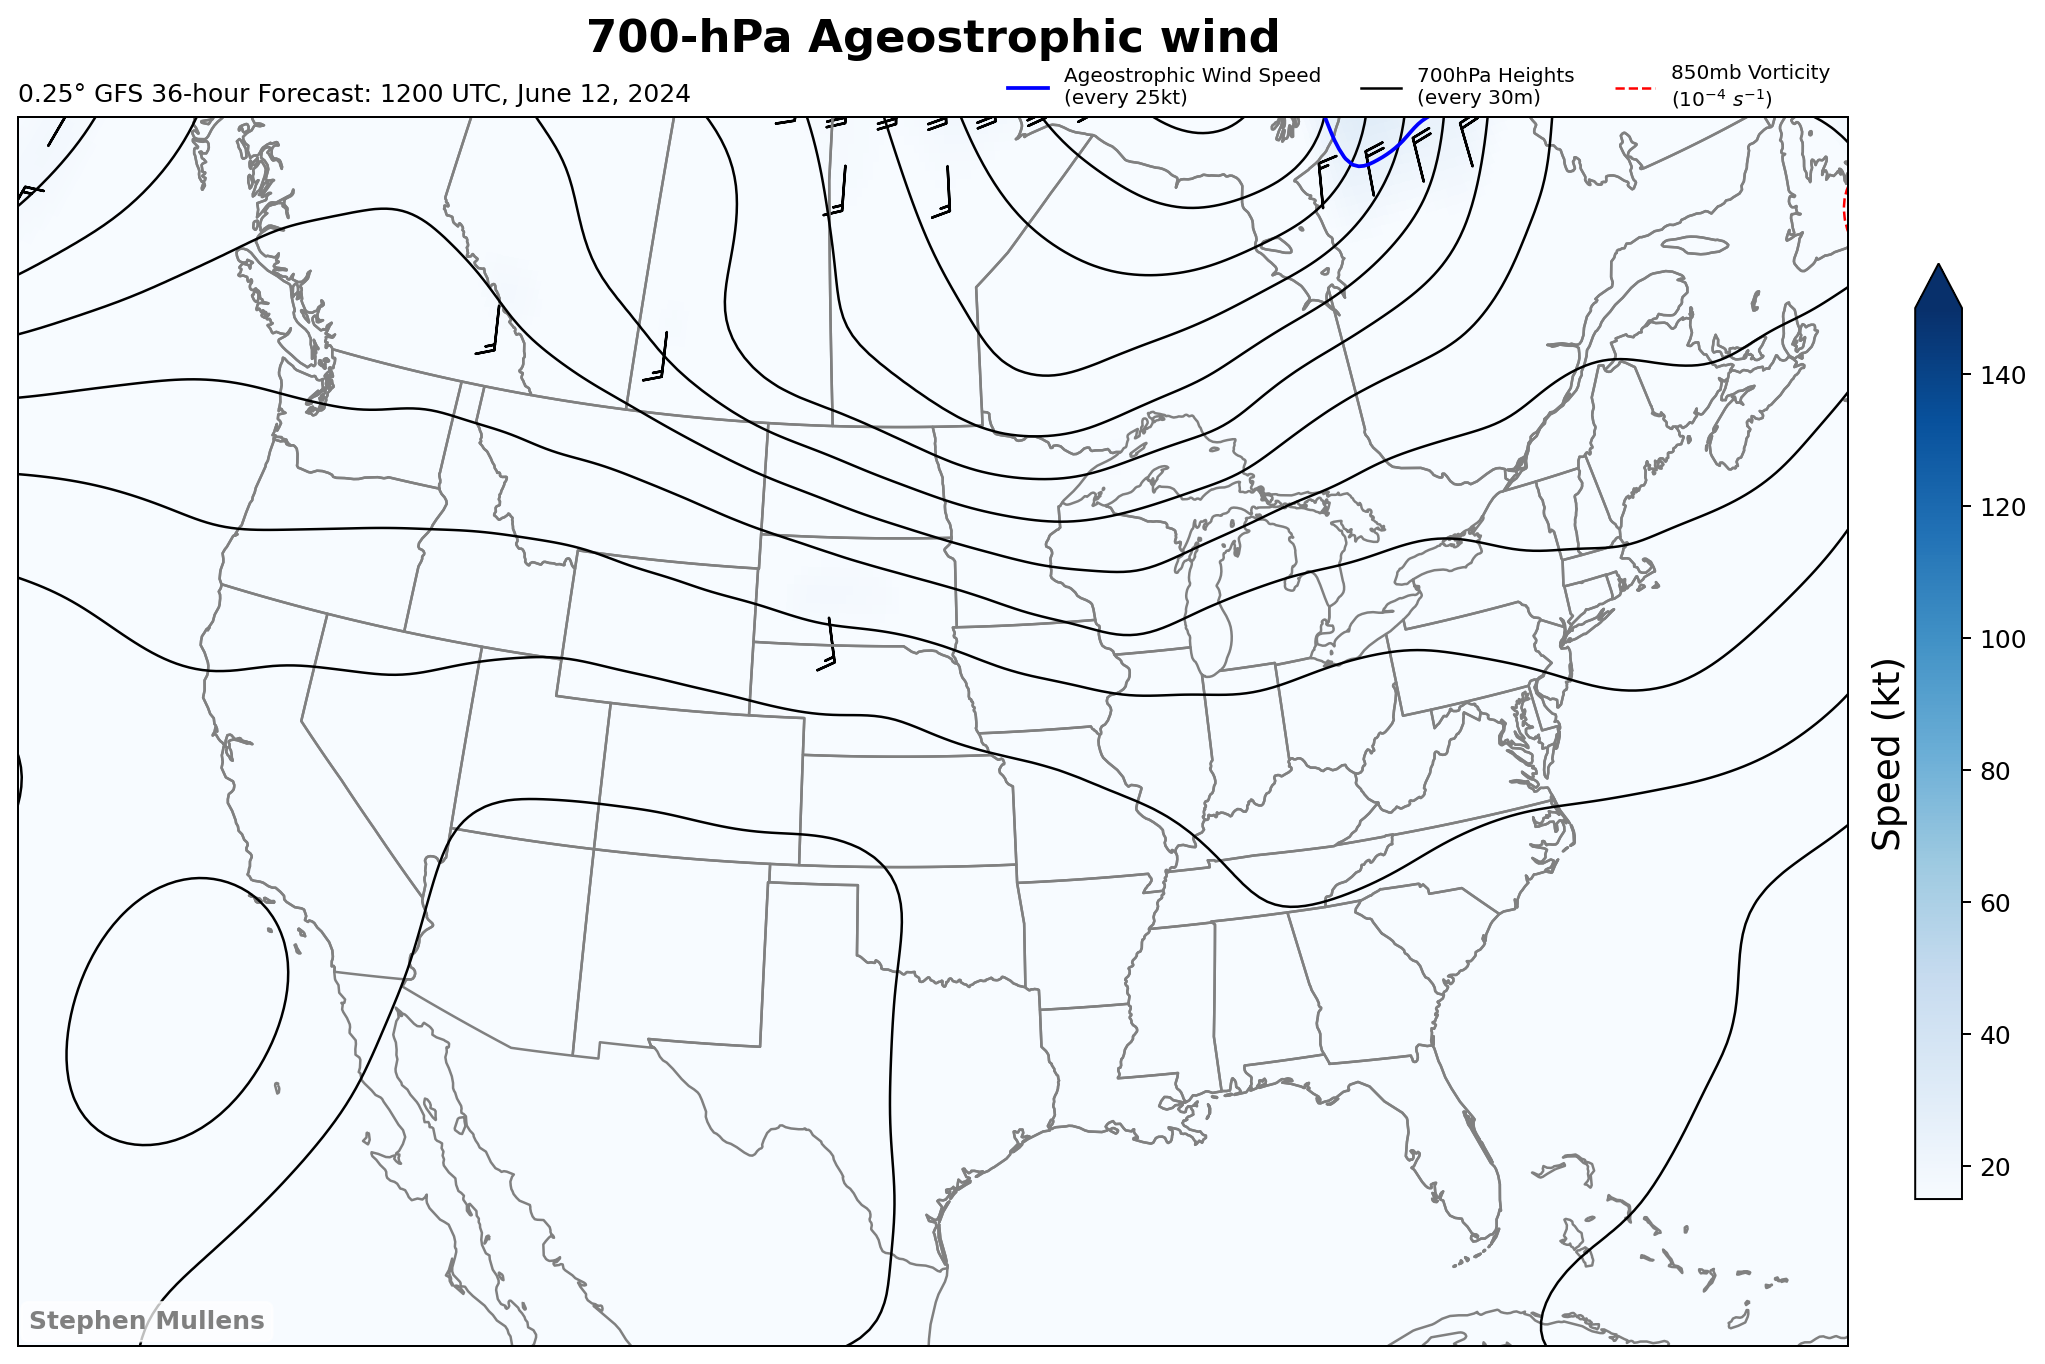 700-hPa Ageostrophic wind
0.25° GFS 36-hour Forecast: 1200 UTC, June 12, 2024
Ageostrophic Wind Speed
(every 25kt)
700hPa Heights
(every 30m)
850mb Vorticity
(10⁻⁴ s⁻¹)
140
120
100
80
60
40
20
Speed (kt)
Stephen Mullens